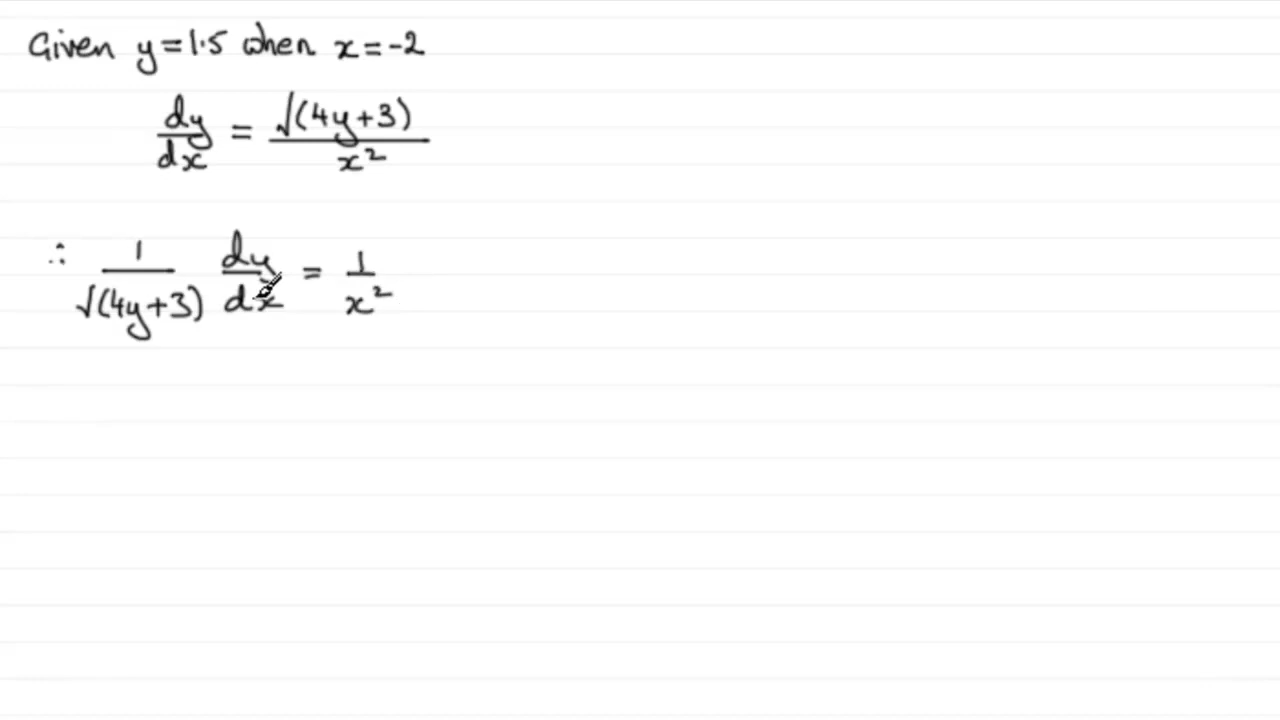 Given y = 1.5 when x = -2
dy/dx = √(4y+3)/x²
∴ 1/√(4y+3) dy/dx = 1/x²